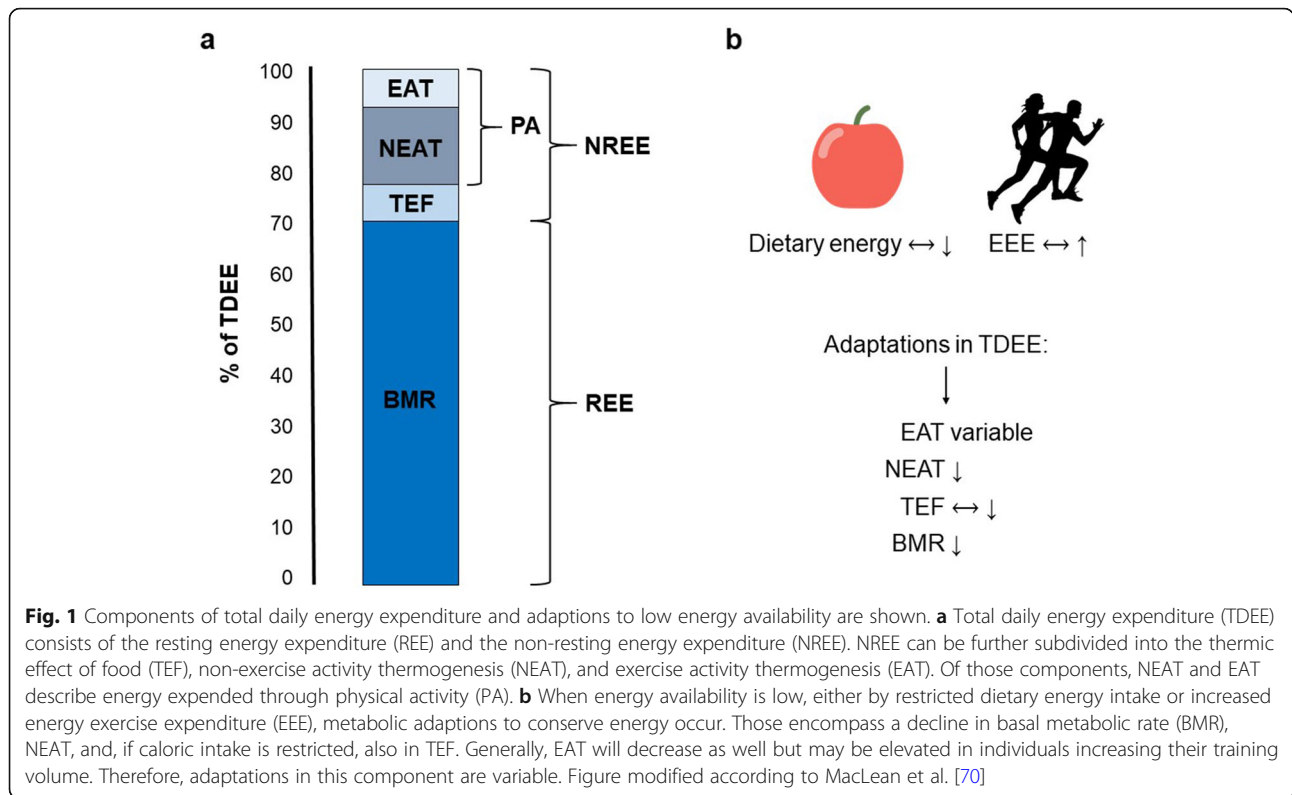 a
100
90
80
70
60
50
40
30
20
10
0
% of TDEE
EAT
NEAT
TEF
BMR
PA
NREE
REE
b
Dietary energy ↔ ↓ EEE ↔ ↑
Adaptations in TDEE:
↓
EAT variable
NEAT ↓
TEF ↔ ↓
BMR ↓
Fig. 1 Components of total daily energy expenditure and adaptions to low energy availability are shown. a Total daily energy expenditure (TDEE)
consists of the resting energy expenditure (REE) and the non-resting energy expenditure (NREE). NREE can be further subdivided into the thermic
effect of food (TEF), non-exercise activity thermogenesis (NEAT), and exercise activity thermogenesis (EAT). Of those components, NEAT and EAT
describe energy expended through physical activity (PA). b When energy availability is low, either by restricted dietary energy intake or increased
energy exercise expenditure (EEE), metabolic adaptions to conserve energy occur. Those encompass a decline in basal metabolic rate (BMR),
NEAT, and, if caloric intake is restricted, also in TEF. Generally, EAT will decrease as well but may be elevated in individuals increasing their training
volume. Therefore, adaptations in this component are variable. Figure modified according to MacLean et al. [70]